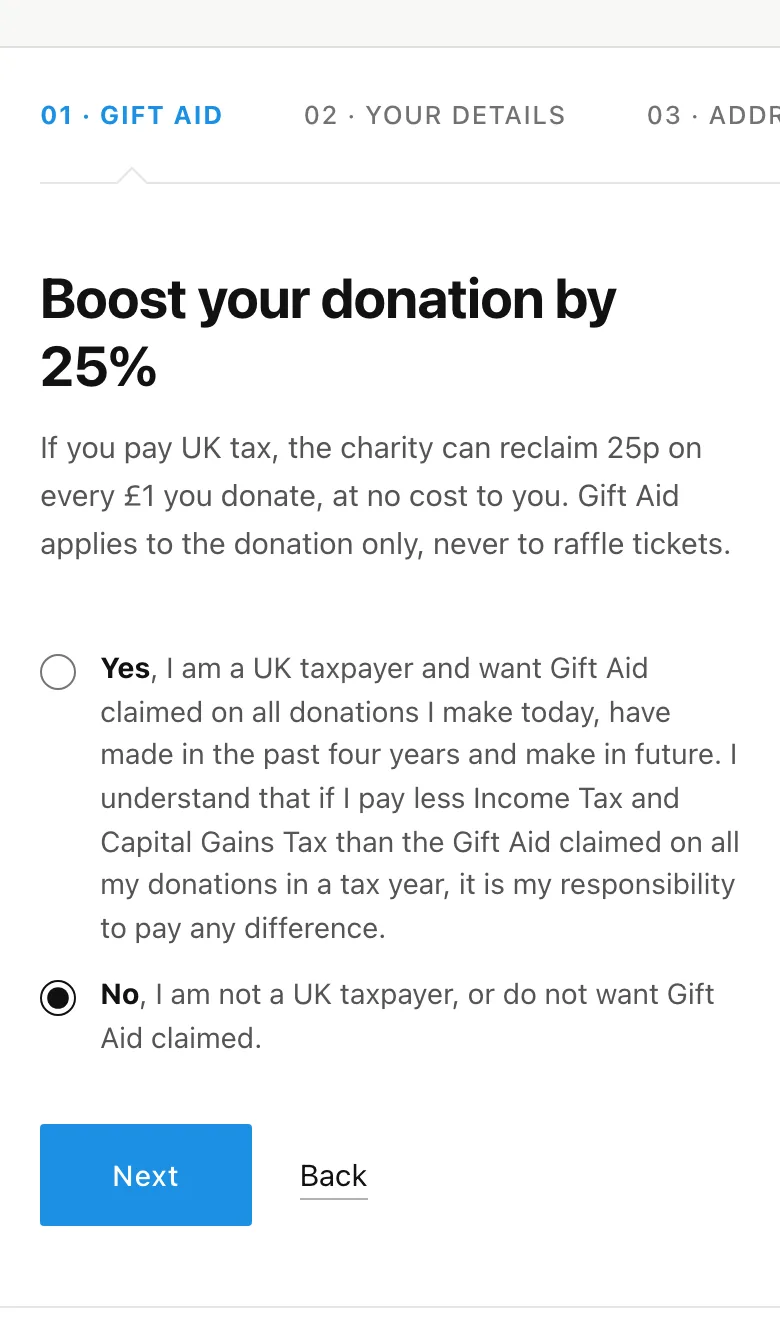 01 · GIFT AID
02 · YOUR DETAILS
03 · ADDR
Boost your donation by
25%
If you pay UK tax, the charity can reclaim 25p on
every £1 you donate, at no cost to you. Gift Aid
applies to the donation only, never to raffle tickets.
Yes, I am a UK taxpayer and want Gift Aid
claimed on all donations I make today, have
made in the past four years and make in future. I
understand that if I pay less Income Tax and
Capital Gains Tax than the Gift Aid claimed on all
my donations in a tax year, it is my responsibility
to pay any difference.
No, I am not a UK taxpayer, or do not want Gift
Aid claimed.
Next
Back